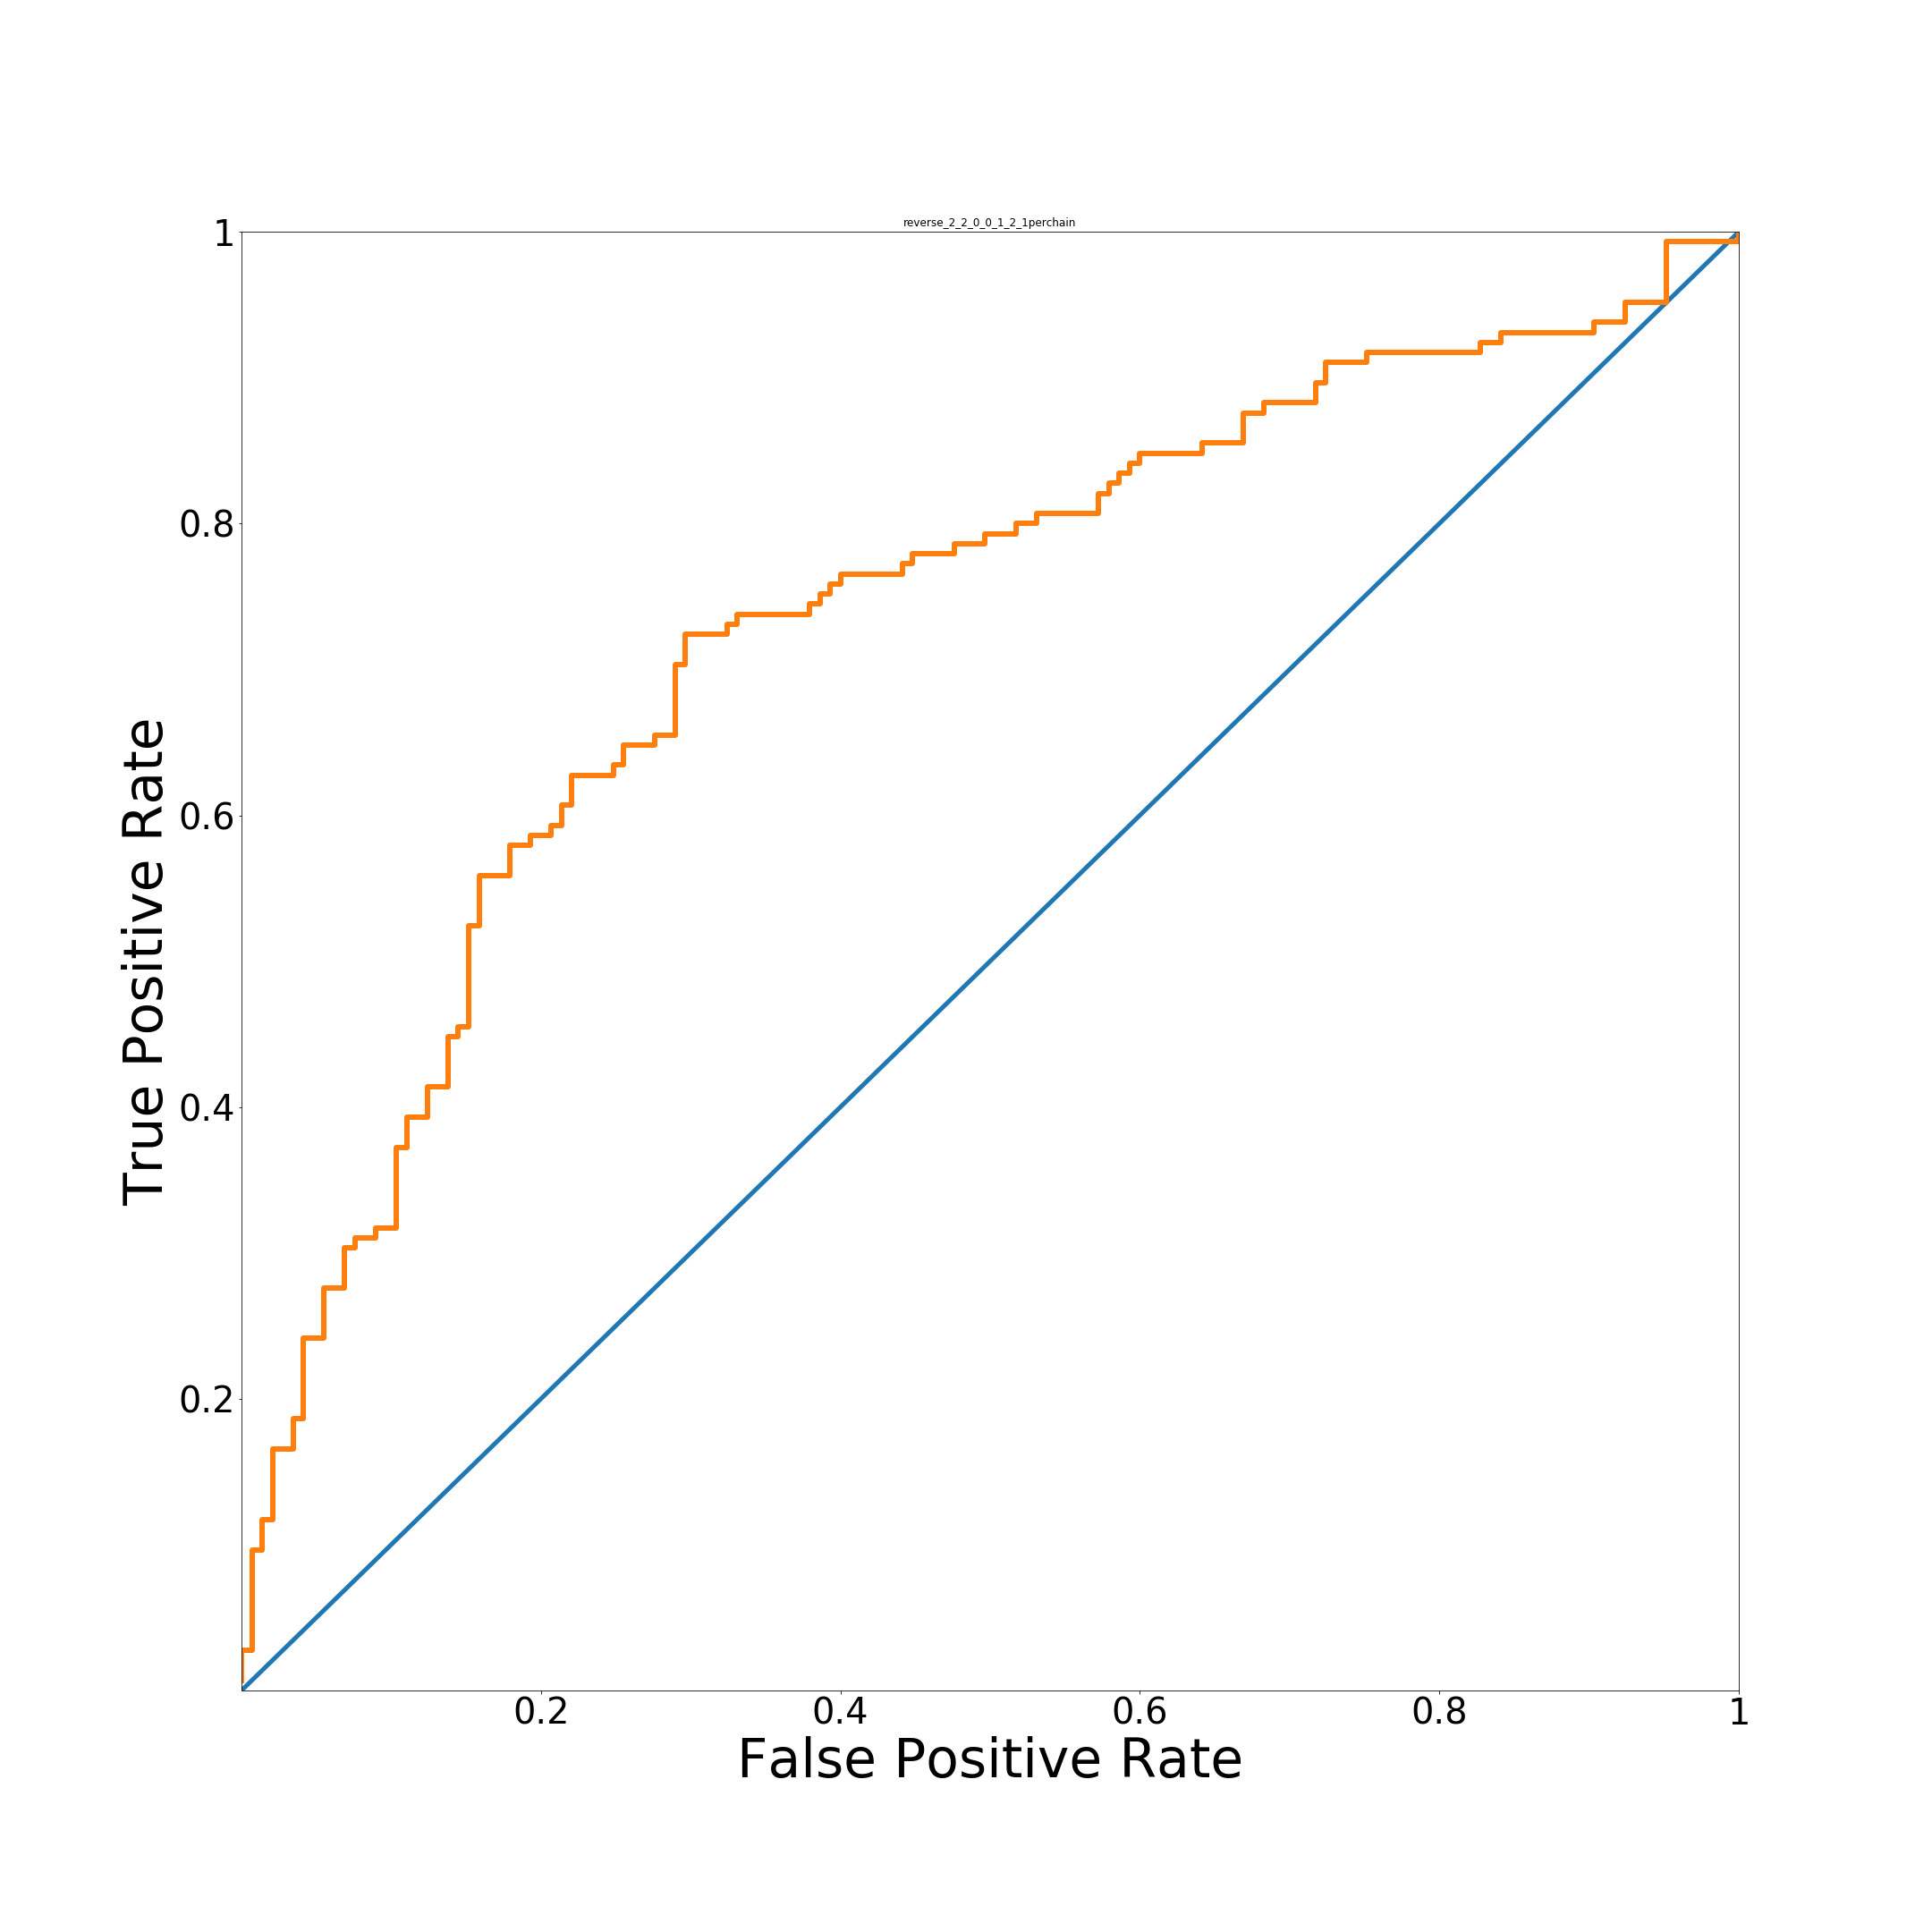 reverse_2_2_0_0_1_2_1perchain
1
0.8
0.6
0.4
0.2
True Positive Rate
0.2 0.4 0.6 0.8 1
False Positive Rate